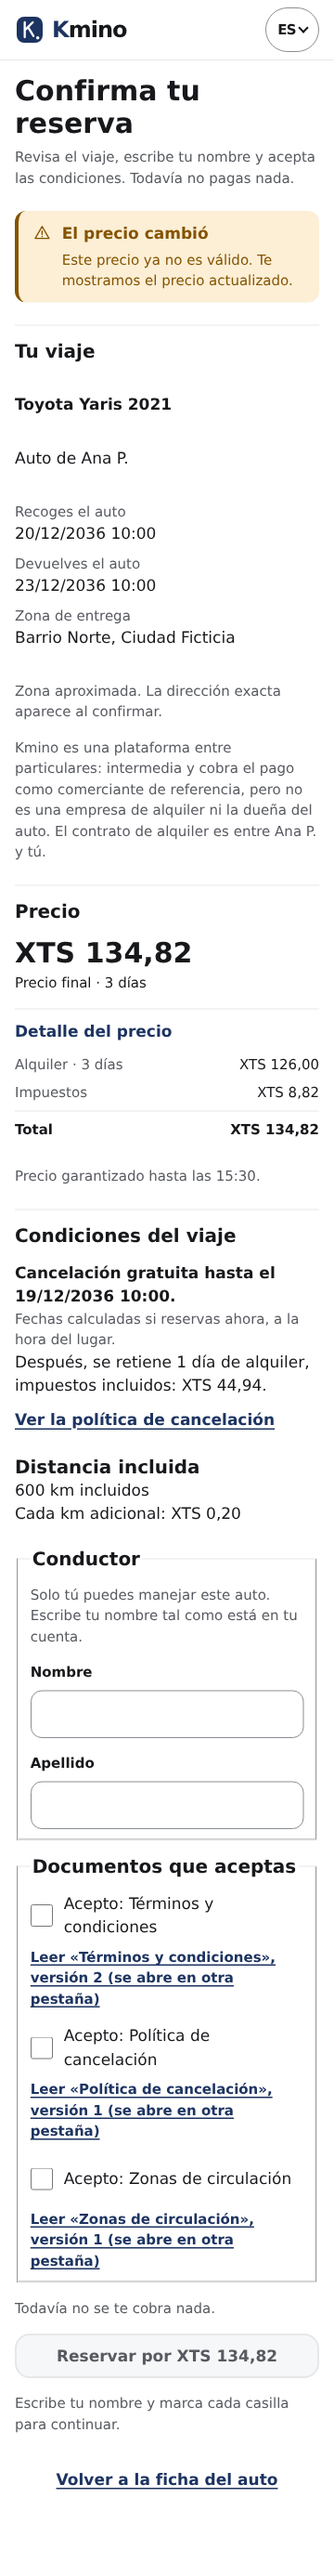 Kmino
ES
Confirma tu
reserva
Revisa el viaje, escribe tu nombre y acepta
las condiciones. Todavía no pagas nada.
El precio cambió
Este precio ya no es válido. Te
mostramos el precio actualizado.
Tu viaje
Toyota Yaris 2021
Auto de Ana P.
Recoges el auto
20/12/2036 10:00
Devuelves el auto
23/12/2036 10:00
Zona de entrega
Barrio Norte, Ciudad Ficticia
Zona aproximada. La dirección exacta
aparece al confirmar.
Kmino es una plataforma entre
particulares: intermedia y cobra el pago
como comerciante de referencia, pero no
es una empresa de alquiler ni la dueña del
auto. El contrato de alquiler es entre Ana P.
y tú.
Precio
XTS 134,82
Precio final · 3 días
Detalle del precio
Alquiler · 3 días XTS 126,00
Impuestos XTS 8,82
Total XTS 134,82
Precio garantizado hasta las 15:30.
Condiciones del viaje
Cancelación gratuita hasta el
19/12/2036 10:00.
Fechas calculadas si reservas ahora, a la
hora del lugar.
Después, se retiene 1 día de alquiler,
impuestos incluidos: XTS 44,94.
Ver la política de cancelación
Distancia incluida
600 km incluidos
Cada km adicional: XTS 0,20
Conductor
Solo tú puedes manejar este auto.
Escribe tu nombre tal como está en tu
cuenta.
Nombre
Apellido
Documentos que aceptas
Acepto: Términos y
condiciones
Leer «Términos y condiciones»,
versión 2 (se abre en otra
pestaña)
Acepto: Política de
cancelación
Leer «Política de cancelación»,
versión 1 (se abre en otra
pestaña)
Acepto: Zonas de circulación
Leer «Zonas de circulación»,
versión 1 (se abre en otra
pestaña)
Todavía no se te cobra nada.
Reservar por XTS 134,82
Escribe tu nombre y marca cada casilla
para continuar.
Volver a la ficha del auto